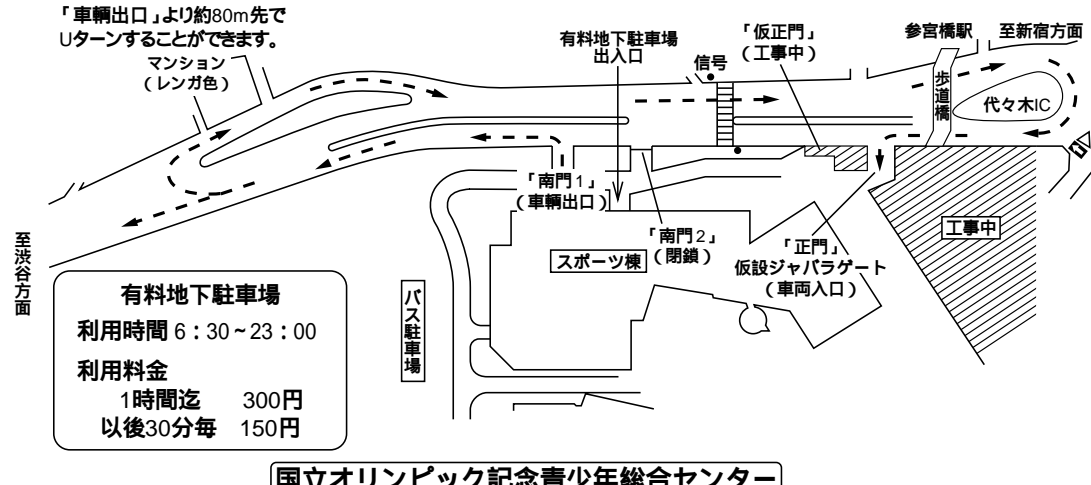 「車輌出口」より約80m先で
Uターンすることができます。
マンション
（レンガ色）
有料地下駐車場
出入口
信号
「仮正門」
（工事中）
参宮橋駅
至新宿方面
歩道橋
代々木IC
「南門1」
（車輌出口）
「南門2」
（閉鎖）
スポーツ棟
「正門」
仮設ジャバラゲート
（車両入口）
工事中
至渋谷方面
バス駐車場
有料地下駐車場
利用時間 6：30~23：00
利用料金
1時間迄 300円
以後30分毎 150円
国立オリンピック記念青少年総合センター